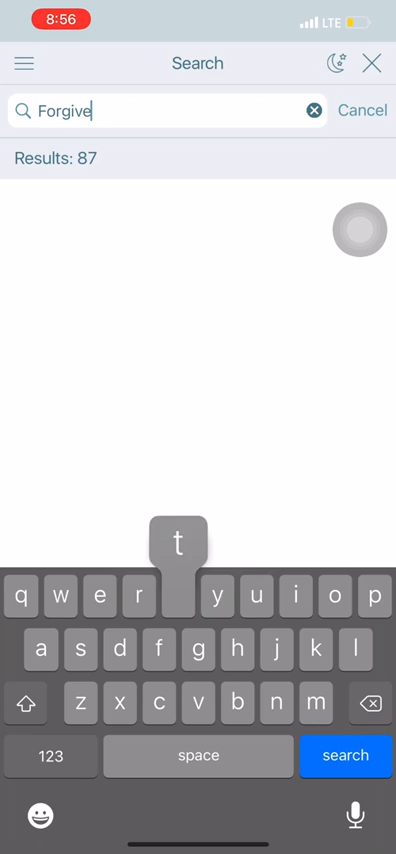 8:56 LTE
Search
Forgive Cancel
Results: 87
t
q w e r y u i o p
a s d f g h j k l
z x c v b n m
123 space search